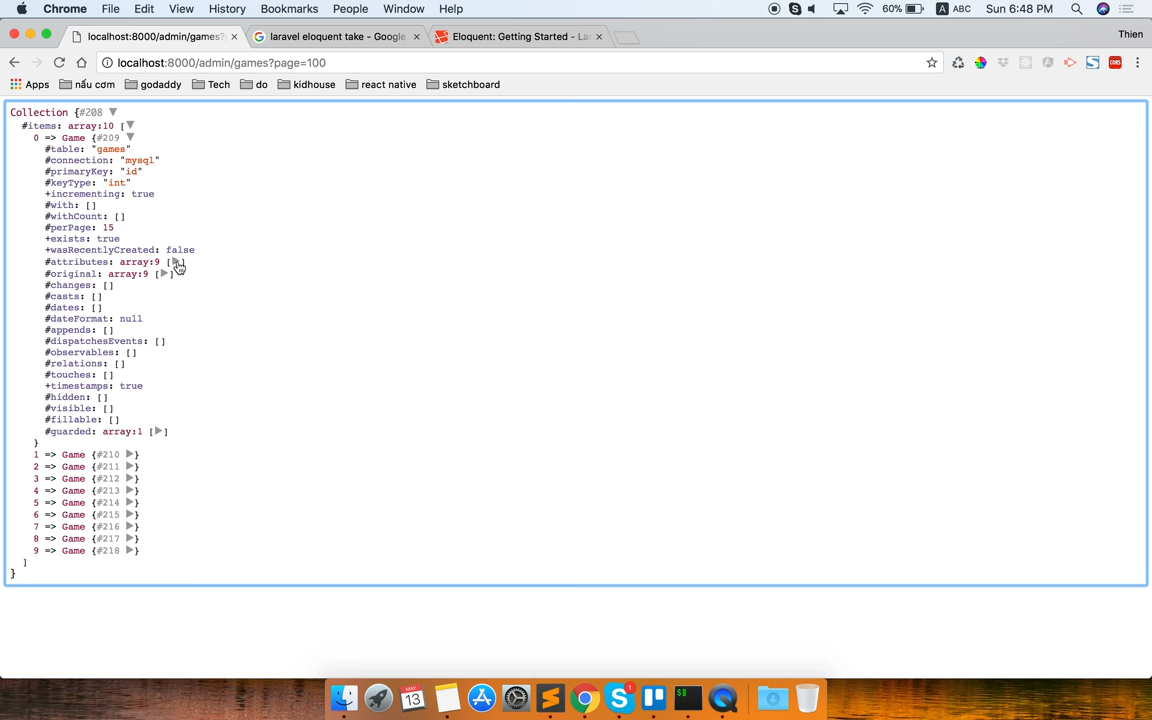 Chrome File Edit View History Bookmarks People Window Help 60% A ABC Sun 6:48 PM
localhost:8000/admin/games?p laravel eloquent take - Google Eloquent: Getting Started - Lar Thien
localhost:8000/admin/games?page=100
Apps nấu cơm godaddy Tech do kidhouse react native sketchboard
Collection {#208 ▼
#items: array:10 [▼
0 => Game {#209 ▼
#table: "games"
#connection: "mysql"
#primaryKey: "id"
#keyType: "int"
+incrementing: true
#with: []
#withCount: []
#perPage: 15
+exists: true
+wasRecentlyCreated: false
#attributes: array:9 [▶]
#original: array:9 [▶]
#changes: []
#casts: []
#dates: []
#dateFormat: null
#appends: []
#dispatchesEvents: []
#observables: []
#relations: []
#touches: []
+timestamps: true
#hidden: []
#visible: []
#fillable: []
#guarded: array:1 [▶]
}
1 => Game {#210 ▶}
2 => Game {#211 ▶}
3 => Game {#212 ▶}
4 => Game {#213 ▶}
5 => Game {#214 ▶}
6 => Game {#215 ▶}
7 => Game {#216 ▶}
8 => Game {#217 ▶}
9 => Game {#218 ▶}
]
}
MAY
13
1